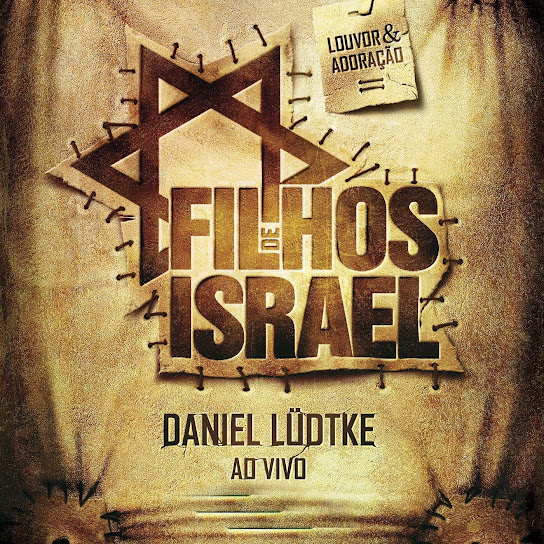 LOUVOR &
ADORAÇÃO
FILHOS
DE
ISRAEL
DANIEL LÜDTKE
AO VIVO